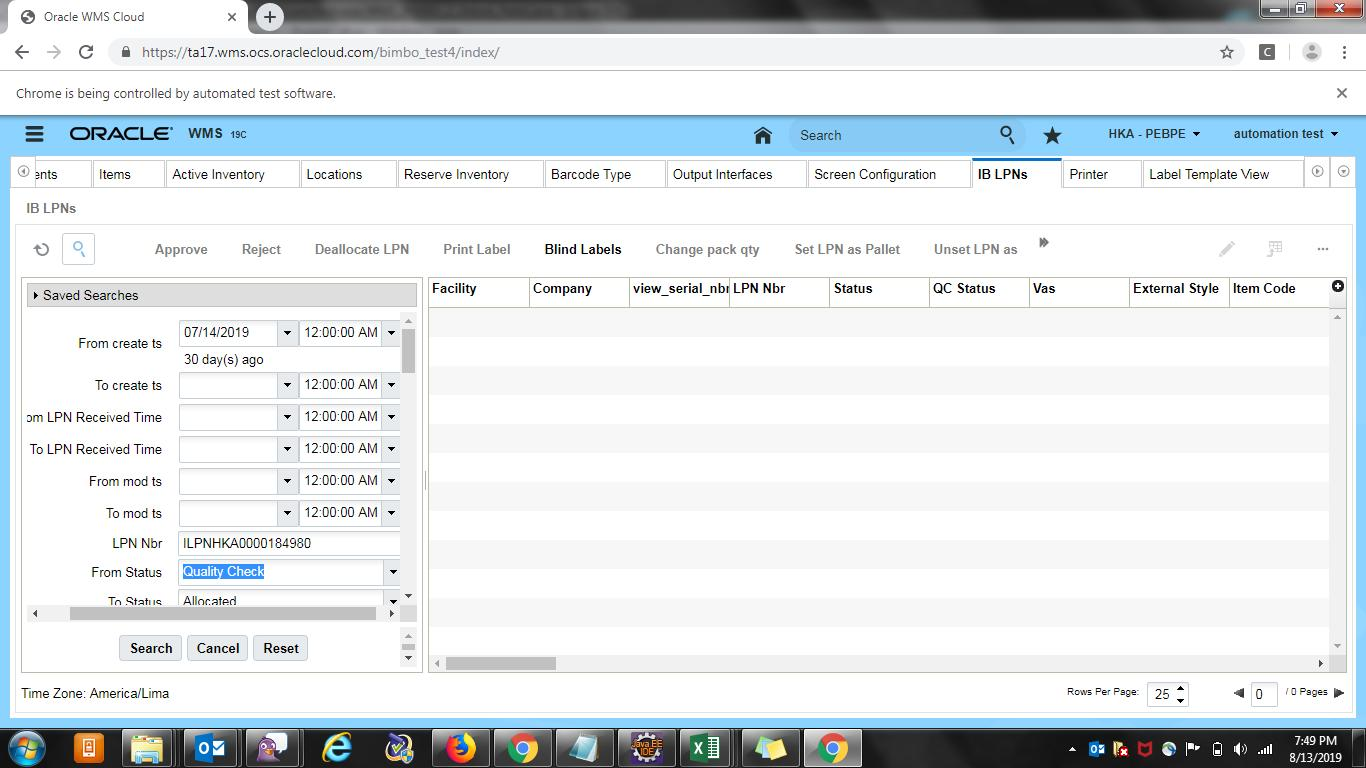 Oracle WMS Cloud
https://ta17.wms.ocs.oraclecloud.com/bimbo_test4/index/
C
Chrome is being controlled by automated test software.
ORACLE WMS 19C
Search
HKA - PEBPE
automation test
ents
Items
Active Inventory
Locations
Reserve Inventory
Barcode Type
Output Interfaces
Screen Configuration
IB LPNs
Printer
Label Template View
IB LPNs
Approve
Reject
Deallocate LPN
Print Label
Blind Labels
Change pack qty
Set LPN as Pallet
Unset LPN as
Saved Searches
From create ts 07/14/2019 12:00:00 AM
30 day(s) ago
To create ts 12:00:00 AM
om LPN Received Time 12:00:00 AM
To LPN Received Time 12:00:00 AM
From mod ts 12:00:00 AM
To mod ts 12:00:00 AM
LPN Nbr ILPNHKA0000184980
From Status Quality Check
To Status Allocated
Search Cancel Reset
Facility Company view_serial_nbr LPN Nbr Status QC Status Vas External Style Item Code
Time Zone: America/Lima
Rows Per Page: 25
0 / 0 Pages
Java EE
IDE
7:49 PM
8/13/2019